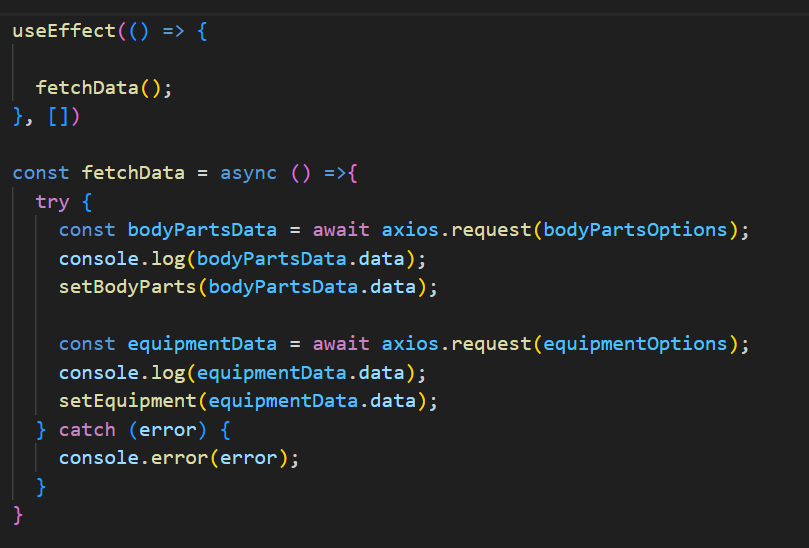 useEffect(() => {
fetchData();
}, [])
const fetchData = async () =>{
try {
const bodyPartsData = await axios.request(bodyPartsOptions);
console.log(bodyPartsData.data);
setBodyParts(bodyPartsData.data);
const equipmentData = await axios.request(equipmentOptions);
console.log(equipmentData.data);
setEquipment(equipmentData.data);
} catch (error) {
console.error(error);
}
}